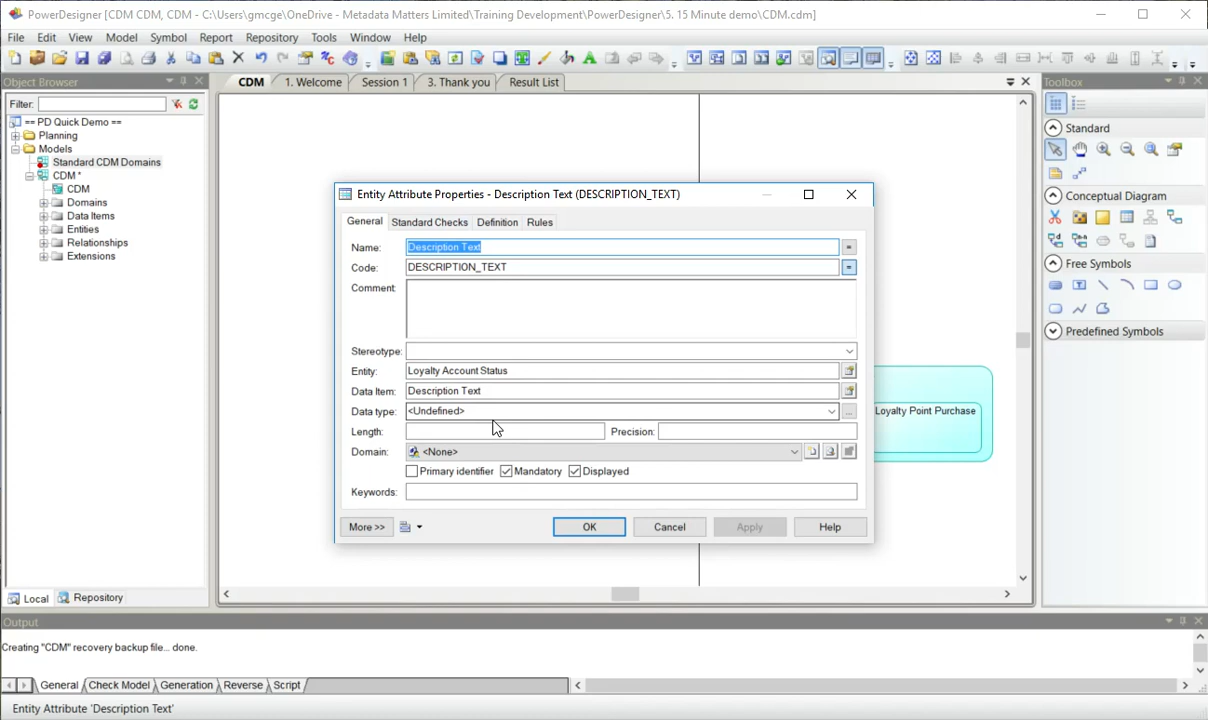 PowerDesigner [CDM CDM, CDM - C:\Users\gmcge\OneDrive - Metadata Matters Limited\Training Development\PowerDesigner\5. 15 Minute demo\CDM.cdm]
File Edit View Model Symbol Report Repository Tools Window Help
Object Browser
CDM 1. Welcome Session 1 3. Thank you Result List
Toolbox
Filter:
== PD Quick Demo ==
Planning
Models
Standard CDM Domains
CDM *
CDM
Domains
Data Items
Entities
Relationships
Extensions
Local Repository
Entity Attribute Properties - Description Text (DESCRIPTION_TEXT)
General Standard Checks Definition Rules
Name: Description Text =
Code: DESCRIPTION_TEXT =
Comment:
Stereotype:
Entity: Loyalty Account Status
Data Item: Description Text
Data type: <Undefined> ...
Length: Precision:
Domain: <None>
Primary identifier Mandatory Displayed
Keywords:
More >> OK Cancel Apply Help
Loyalty Point Purchase
Standard
Conceptual Diagram
Free Symbols
Predefined Symbols
Output
Creating "CDM" recovery backup file... done.
General Check Model Generation Reverse Script
Entity Attribute 'Description Text'